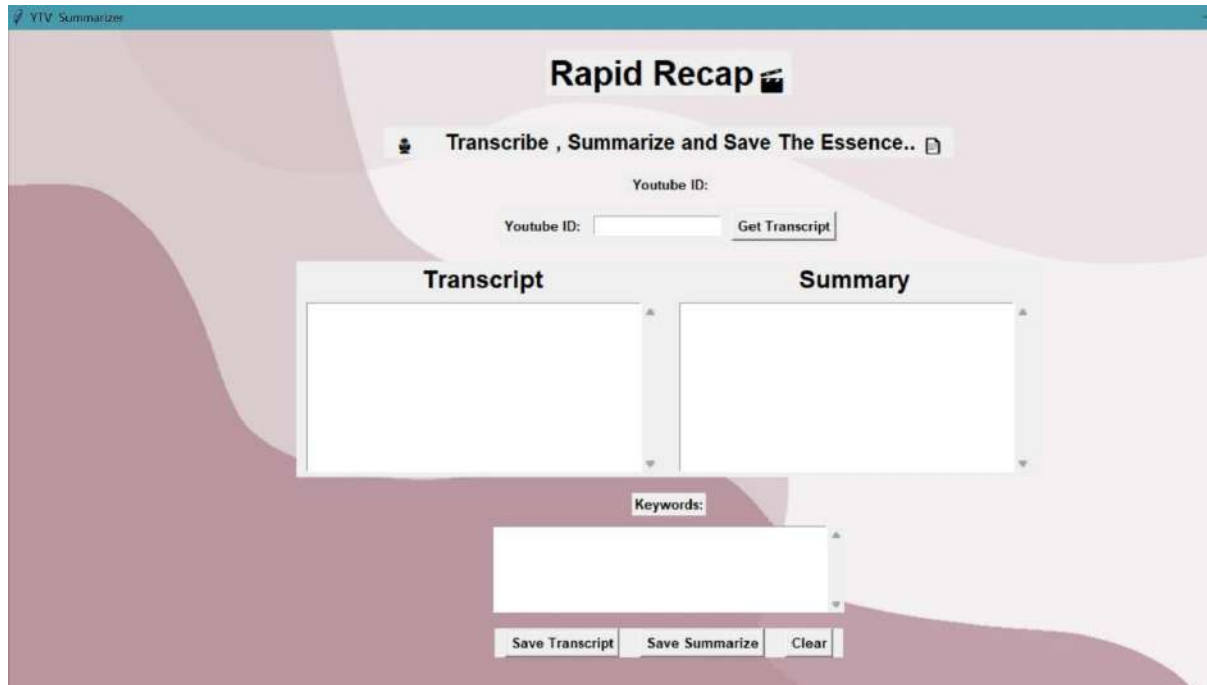 YTV Summarizer
Rapid Recap
Transcribe , Summarize and Save The Essence..
Youtube ID:
Youtube ID: Get Transcript
Transcript Summary
Keywords:
Save Transcript Save Summarize Clear